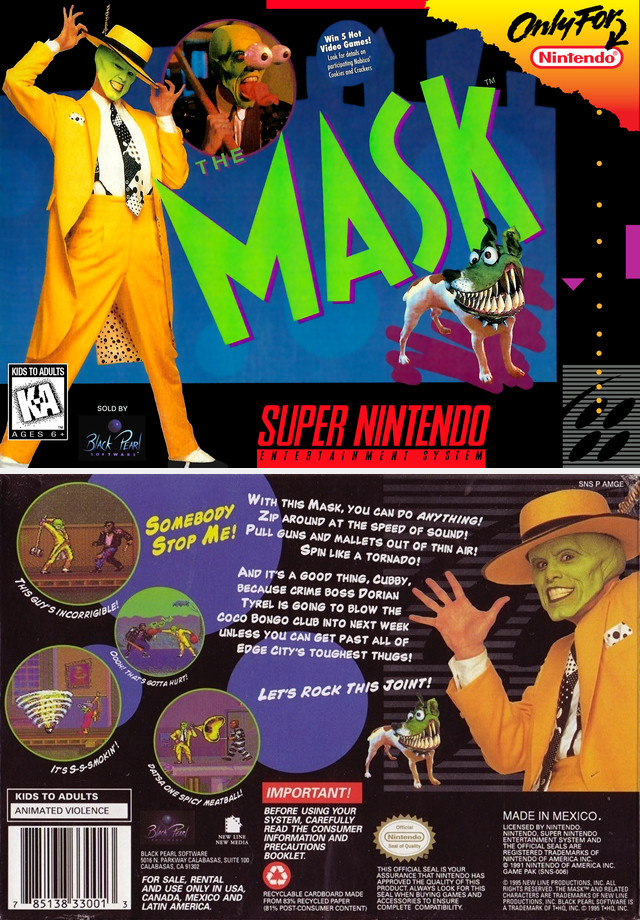 Only For
Nintendo
Win 5 Hot
Video Games!
Look for details on
participating Nabisco
Cookies and Crackers
THE
MASK
TM
KIDS TO ADULTS
KA
AGES 6+
SOLD BY
Black Pearl
SOFTWARE
SUPER NINTENDO
ENTERTAINMENT SYSTEM
SNS P AMGE
SOMEBODY
STOP ME!
WITH THIS MASK, YOU CAN DO ANYTHING!
ZIP AROUND AT THE SPEED OF SOUND!
PULL GUNS AND MALLETS OUT OF THIN AIR!
SPIN LIKE A TORNADO!
AND IT'S A GOOD THING, CUBBY,
BECAUSE CRIME BOSS DORIAN
TYREL IS GOING TO BLOW THE
COCO BONGO CLUB INTO NEXT WEEK
UNLESS YOU CAN GET PAST ALL OF
EDGE CITY'S TOUGHEST THUGS!
LET'S ROCK THIS JOINT!
THIS GUY'S INCORRIGIBLE!
OOOH! THAT'S GOTTA HURT!
IT'S S-S-SMOKIN'!
DATSA ONE SPICY MEATBALL!
KIDS TO ADULTS
ANIMATED VIOLENCE
7 85138 33001 3
Black Pearl
SOFTWARE
NEW LINE
NEW MEDIA
BLACK PEARL SOFTWARE
5016 N. PARKWAY CALABASAS, SUITE 100
CALABASAS, CA 91302
FOR SALE, RENTAL
AND USE ONLY IN USA,
CANADA, MEXICO AND
LATIN AMERICA.
IMPORTANT!
BEFORE USING YOUR
SYSTEM, CAREFULLY
READ THE CONSUMER
INFORMATION AND
PRECAUTIONS
BOOKLET.
RECYCLABLE CARDBOARD MADE
FROM 83% RECYCLED PAPER
(81% POST-CONSUMER CONTENT)
Official
Nintendo
Seal of Quality
THIS OFFICIAL SEAL IS YOUR
ASSURANCE THAT NINTENDO HAS
APPROVED THE QUALITY OF THIS
PRODUCT. ALWAYS LOOK FOR THIS
SEAL WHEN BUYING GAMES AND
ACCESSORIES TO ENSURE
COMPLETE COMPATIBILITY.
MADE IN MEXICO.
LICENSED BY NINTENDO.
NINTENDO, SUPER NINTENDO
ENTERTAINMENT SYSTEM AND
THE OFFICIAL SEALS ARE
REGISTERED TRADEMARKS OF
NINTENDO OF AMERICA INC.
© 1991 NINTENDO OF AMERICA INC.
GAME PAK (SNS-006)
© 1995 NEW LINE PRODUCTIONS, INC. ALL
RIGHTS RESERVED. THE MASK™ AND RELATED
CHARACTERS ARE TRADEMARKS OF NEW LINE
PRODUCTIONS, INC. BLACK PEARL SOFTWARE IS
A TRADEMARK OF T•HQ, INC. © 1995 T•HQ, INC.